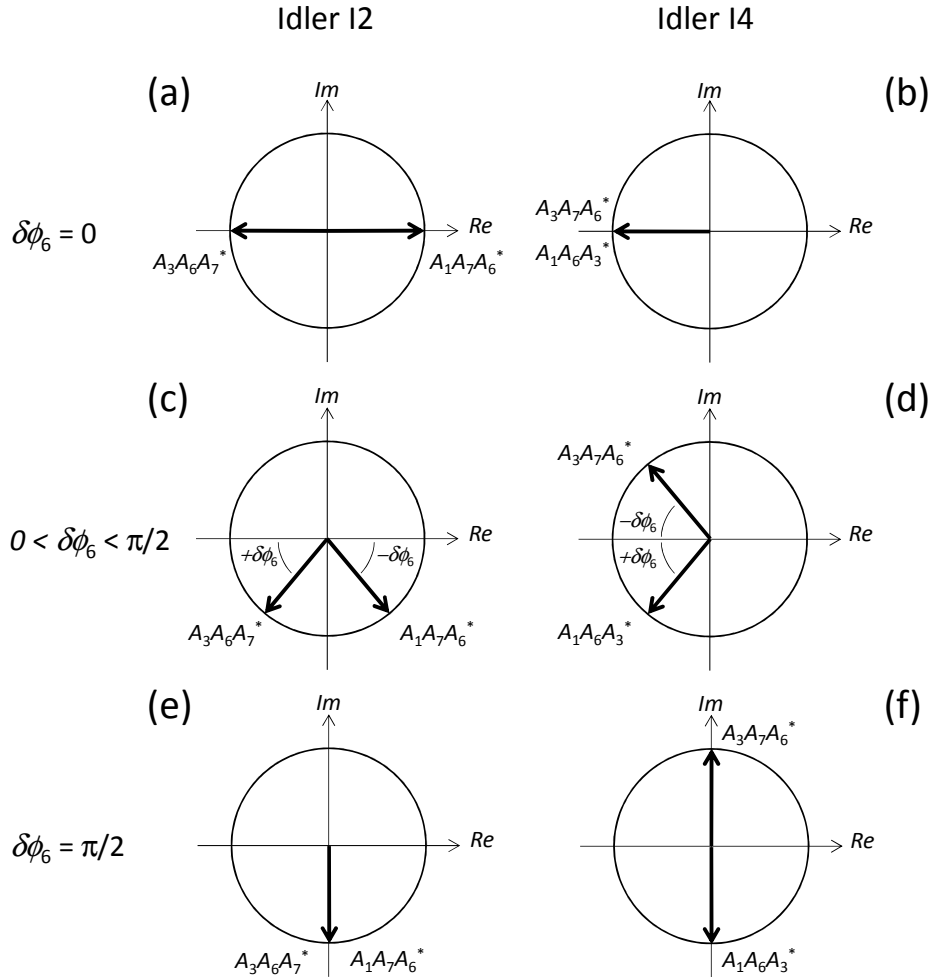 Idler I2 Idler I4
(a) Im Im (b)
δϕ₆ = 0
Re Re
A₃A₆A₇* A₁A₇A₆*
A₃A₇A₆*
A₁A₆A₃*
(c) Im Im (d)
0 < δϕ₆ < π/2
Re Re
+δϕ₆ −δϕ₆
A₃A₆A₇* A₁A₇A₆*
A₃A₇A₆*
−δϕ₆
+δϕ₆
A₁A₆A₃*
(e) Im Im (f)
δϕ₆ = π/2
Re Re
A₃A₆A₇* A₁A₇A₆*
A₃A₇A₆*
A₁A₆A₃*